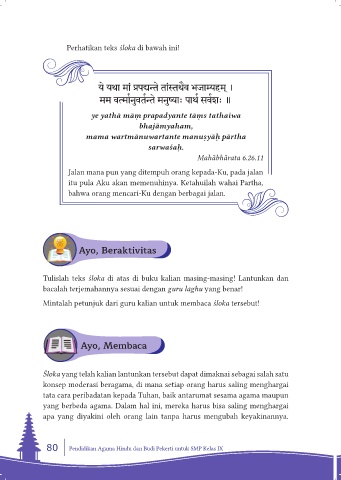 Perhatikan teks śloka di bawah ini!
ये यथा मां प्रपद्यन्ते तांस्तथैव भजाम्यहम् ।
मम वर्त्मानुवर्तन्ते मनुष्याः पार्थ सर्वशः ॥
ye yathā māṃ prapadyante tāṃs tathaiwa
bhajāmyaham,
mama wartmānuwartante manuṣyāḥ pārtha
sarwaśaḥ.
Mahābhārata 6.26.11
Jalan mana pun yang ditempuh orang kepada-Ku, pada jalan
itu pula Aku akan memenuhinya. Ketahuilah wahai Partha,
bahwa orang mencari-Ku dengan berbagai jalan.
Ayo, Beraktivitas
Tulislah teks śloka di atas di buku kalian masing-masing! Lantunkan dan
bacalah terjemahannya sesuai dengan guru laghu yang benar!
Mintalah petunjuk dari guru kalian untuk membaca śloka tersebut!
Ayo, Membaca
Śloka yang telah kalian lantunkan tersebut dapat dimaknai sebagai salah satu
konsep moderasi beragama, di mana setiap orang harus saling menghargai
tata cara peribadatan kepada Tuhan, baik antarumat sesama agama maupun
yang berbeda agama. Dalam hal ini, mereka harus bisa saling menghargai
apa yang diyakini oleh orang lain tanpa harus mengubah keyakinannya.
80 Pendidikan Agama Hindu dan Budi Pekerti untuk SMP Kelas IX